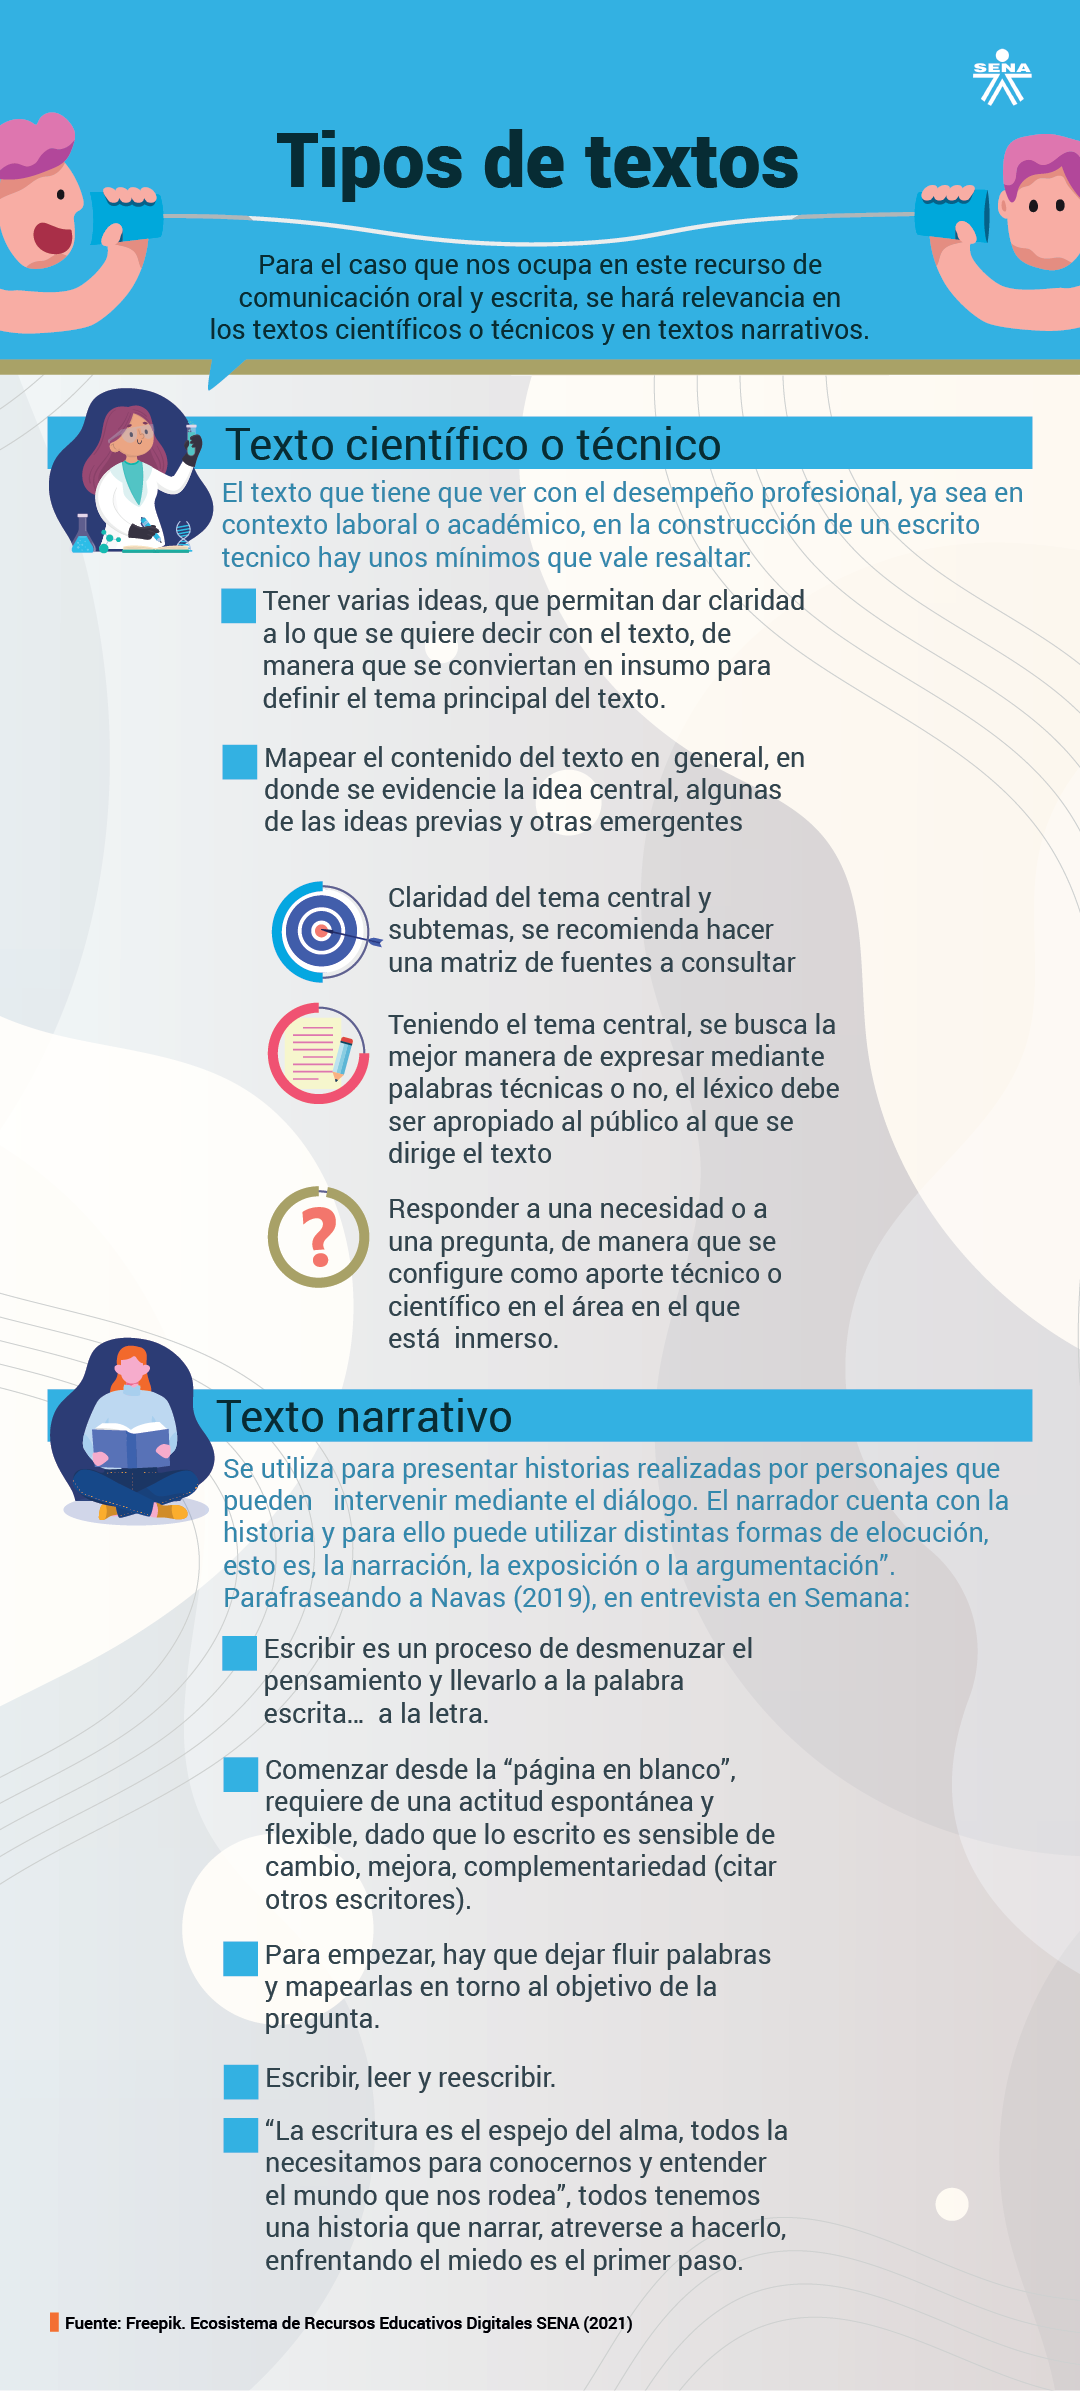 SENA
Tipos de textos
Para el caso que nos ocupa en este recurso de
comunicación oral y escrita, se hará relevancia en
los textos científicos o técnicos y en textos narrativos.
Texto científico o técnico
El texto que tiene que ver con el desempeño profesional, ya sea en
contexto laboral o académico, en la construcción de un escrito
tecnico hay unos mínimos que vale resaltar:
Tener varias ideas, que permitan dar claridad
a lo que se quiere decir con el texto, de
manera que se conviertan en insumo para
definir el tema principal del texto.
Mapear el contenido del texto en general, en
donde se evidencie la idea central, algunas
de las ideas previas y otras emergentes
Claridad del tema central y
subtemas, se recomienda hacer
una matriz de fuentes a consultar
Teniendo el tema central, se busca la
mejor manera de expresar mediante
palabras técnicas o no, el léxico debe
ser apropiado al público al que se
dirige el texto
?
Responder a una necesidad o a
una pregunta, de manera que se
configure como aporte técnico o
científico en el área en el que
está inmerso.
Texto narrativo
Se utiliza para presentar historias realizadas por personajes que
pueden intervenir mediante el diálogo. El narrador cuenta con la
historia y para ello puede utilizar distintas formas de elocución,
esto es, la narración, la exposición o la argumentación”.
Parafraseando a Navas (2019), en entrevista en Semana:
Escribir es un proceso de desmenuzar el
pensamiento y llevarlo a la palabra
escrita... a la letra.
Comenzar desde la “página en blanco”,
requiere de una actitud espontánea y
flexible, dado que lo escrito es sensible de
cambio, mejora, complementariedad (citar
otros escritores).
Para empezar, hay que dejar fluir palabras
y mapearlas en torno al objetivo de la
pregunta.
Escribir, leer y reescribir.
“La escritura es el espejo del alma, todos la
necesitamos para conocernos y entender
el mundo que nos rodea”, todos tenemos
una historia que narrar, atreverse a hacerlo,
enfrentando el miedo es el primer paso.
Fuente: Freepik. Ecosistema de Recursos Educativos Digitales SENA (2021)